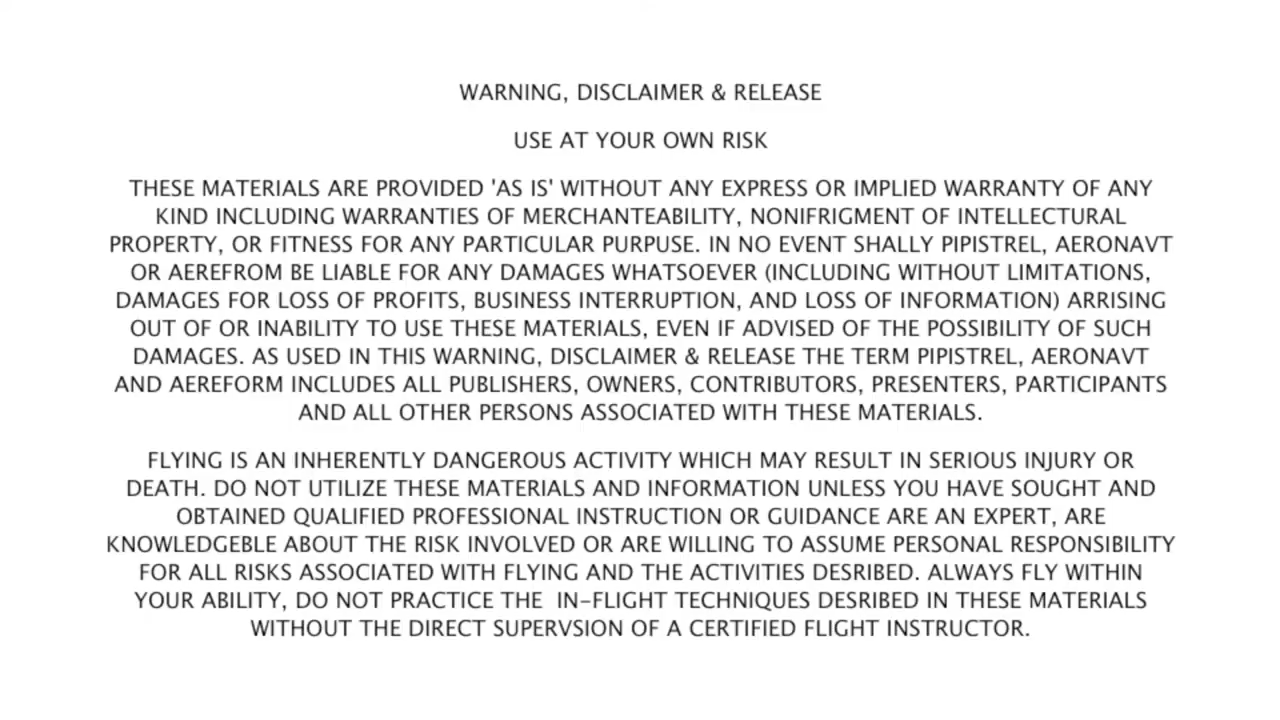 WARNING, DISCLAIMER & RELEASE
USE AT YOUR OWN RISK
THESE MATERIALS ARE PROVIDED 'AS IS' WITHOUT ANY EXPRESS OR IMPLIED WARRANTY OF ANY
KIND INCLUDING WARRANTIES OF MERCHANTEABILITY, NONIFRIGMENT OF INTELLECTURAL
PROPERTY, OR FITNESS FOR ANY PARTICULAR PURPUSE. IN NO EVENT SHALLY PIPISTREL, AERONAVT
OR AEREFROM BE LIABLE FOR ANY DAMAGES WHATSOEVER (INCLUDING WITHOUT LIMITATIONS,
DAMAGES FOR LOSS OF PROFITS, BUSINESS INTERRUPTION, AND LOSS OF INFORMATION) ARRISING
OUT OF OR INABILITY TO USE THESE MATERIALS, EVEN IF ADVISED OF THE POSSIBILITY OF SUCH
DAMAGES. AS USED IN THIS WARNING, DISCLAIMER & RELEASE THE TERM PIPISTREL, AERONAVT
AND AEREFORM INCLUDES ALL PUBLISHERS, OWNERS, CONTRIBUTORS, PRESENTERS, PARTICIPANTS
AND ALL OTHER PERSONS ASSOCIATED WITH THESE MATERIALS.
FLYING IS AN INHERENTLY DANGEROUS ACTIVITY WHICH MAY RESULT IN SERIOUS INJURY OR
DEATH. DO NOT UTILIZE THESE MATERIALS AND INFORMATION UNLESS YOU HAVE SOUGHT AND
OBTAINED QUALIFIED PROFESSIONAL INSTRUCTION OR GUIDANCE ARE AN EXPERT, ARE
KNOWLEDGEBLE ABOUT THE RISK INVOLVED OR ARE WILLING TO ASSUME PERSONAL RESPONSIBILITY
FOR ALL RISKS ASSOCIATED WITH FLYING AND THE ACTIVITIES DESRIBED. ALWAYS FLY WITHIN
YOUR ABILITY, DO NOT PRACTICE THE  IN-FLIGHT TECHNIQUES DESRIBED IN THESE MATERIALS
WITHOUT THE DIRECT SUPERVSION OF A CERTIFIED FLIGHT INSTRUCTOR.